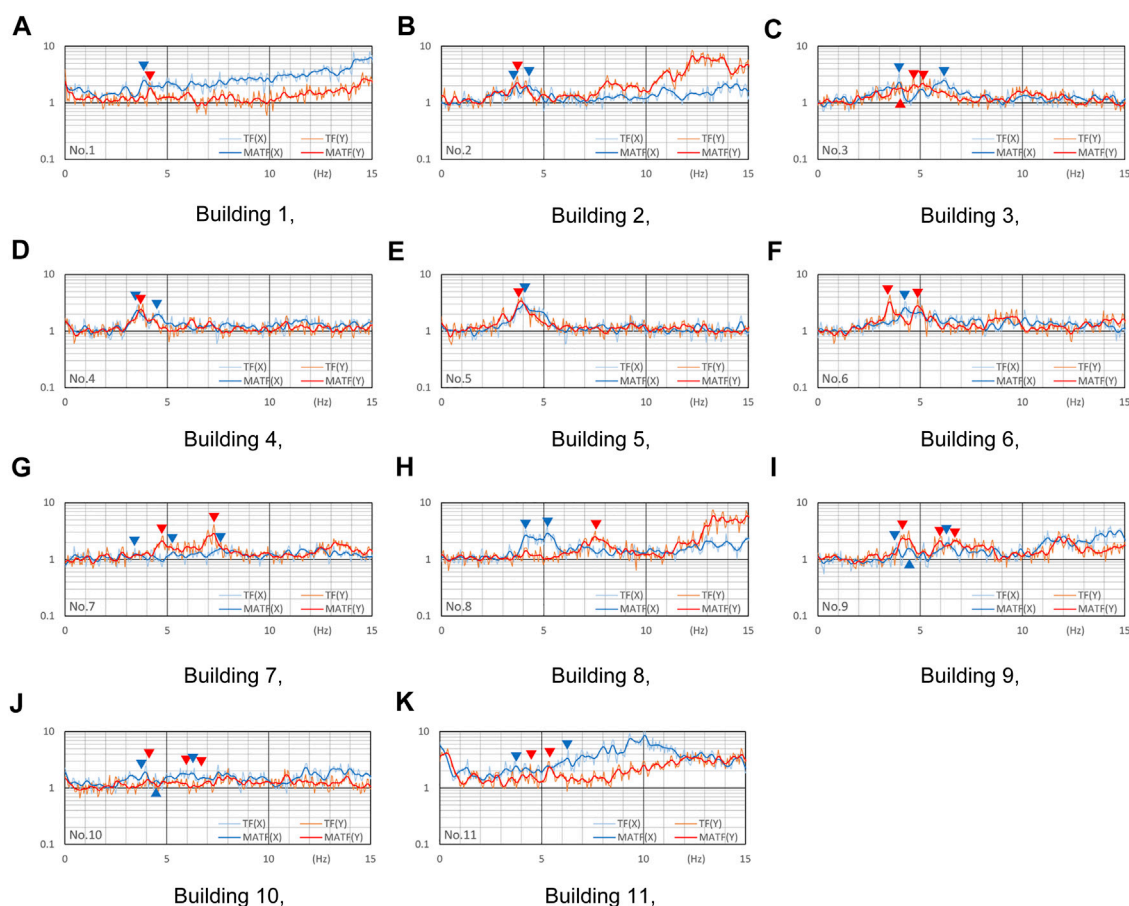 A
10
1
0.1
No.1
TF(X) TF(Y)
MATF(X) MATF(Y)
0 5 10 (Hz) 15
Building 1,
B
10
1
0.1
No.2
TF(X) TF(Y)
MATF(X) MATF(Y)
0 5 10 (Hz) 15
Building 2,
C
10
1
0.1
No.3
TF(X) TF(Y)
MATF(X) MATF(Y)
0 5 10 (Hz) 15
Building 3,
D
10
1
0.1
No.4
TF(X) TF(Y)
MATF(X) MATF(Y)
0 5 10 (Hz) 15
Building 4,
E
10
1
0.1
No.5
TF(X) TF(Y)
MATF(X) MATF(Y)
0 5 10 (Hz) 15
Building 5,
F
10
1
0.1
No.6
TF(X) TF(Y)
MATF(X) MATF(Y)
0 5 10 (Hz) 15
Building 6,
G
10
1
0.1
No.7
TF(X) TF(Y)
MATF(X) MATF(Y)
0 5 10 (Hz) 15
Building 7,
H
10
1
0.1
No.8
TF(X) TF(Y)
MATF(X) MATF(Y)
0 5 10 (Hz) 15
Building 8,
I
10
1
0.1
No.9
TF(X) TF(Y)
MATF(X) MATF(Y)
0 5 10 (Hz) 15
Building 9,
J
10
1
0.1
No.10
TF(X) TF(Y)
MATF(X) MATF(Y)
0 5 10 (Hz) 15
Building 10,
K
10
1
0.1
No.11
TF(X) TF(Y)
MATF(X) MATF(Y)
0 5 10 (Hz) 15
Building 11,